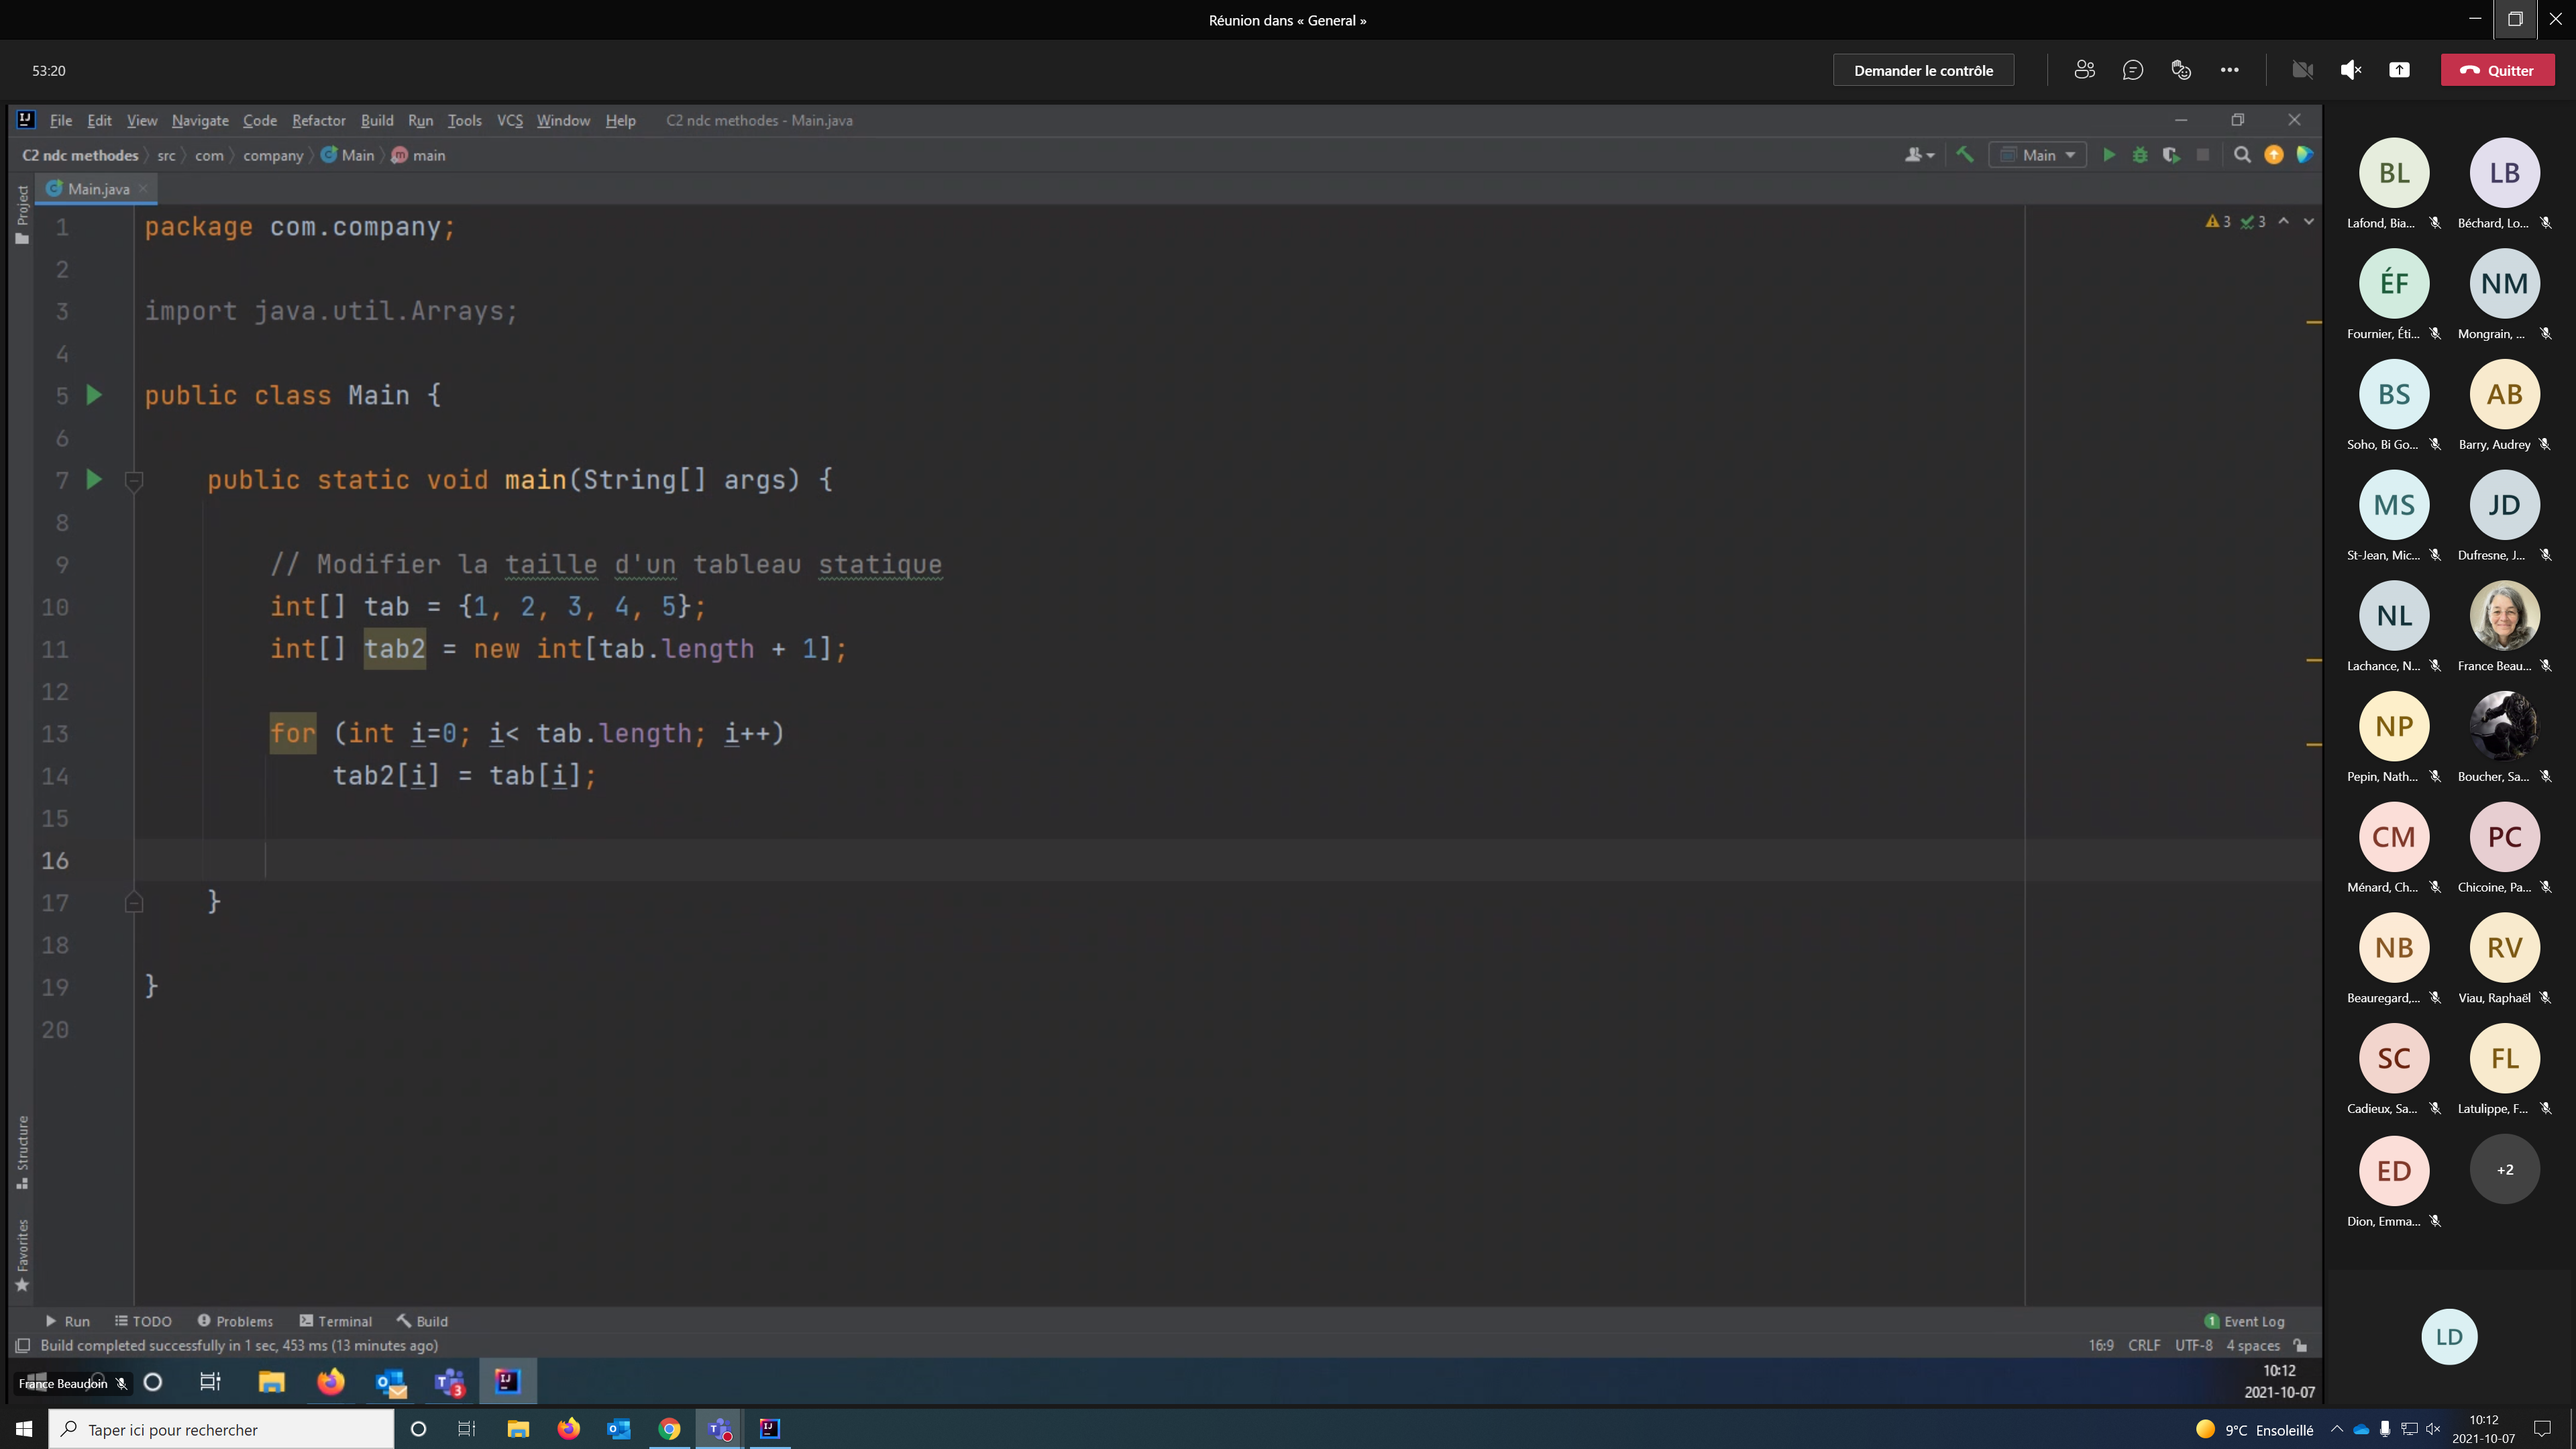 Réunion dans « General »
53:20
Demander le contrôle
Quitter
File Edit View Navigate Code Refactor Build Run Tools VCS Window Help C2 ndc methodes - Main.java
C2 ndc methodes src com company Main main
Main
Project
Main.java
3 3
1 package com.company;
2
3 import java.util.Arrays;
4
5 public class Main {
6
7 public static void main(String[] args) {
8
9 // Modifier la taille d'un tableau statique
10 int[] tab = {1, 2, 3, 4, 5};
11 int[] tab2 = new int[tab.length + 1];
12
13 for (int i=0; i< tab.length; i++)
14 tab2[i] = tab[i];
15
16
17 }
18
19 }
20
Structure
Favorites
Run TODO Problems Terminal Build
1 Event Log
Build completed successfully in 1 sec, 453 ms (13 minutes ago)
16:9 CRLF UTF-8 4 spaces
France Beaudoin
3
10:12
2021-10-07
BL LB
Lafond, Bia... Béchard, Lo...
ÉF NM
Fournier, Éti... Mongrain, ...
BS AB
Soho, Bi Go... Barry, Audrey
MS JD
St-Jean, Mic... Dufresne, J...
NL
Lachance, N... France Beau...
NP
Pepin, Nath... Boucher, Sa...
CM PC
Ménard, Ch... Chicoine, Pa...
NB RV
Beauregard,... Viau, Raphaël
SC FL
Cadieux, Sa... Latulippe, F...
ED +2
Dion, Emma...
LD
Taper ici pour rechercher
9°C Ensoleillé
10:12
2021-10-07